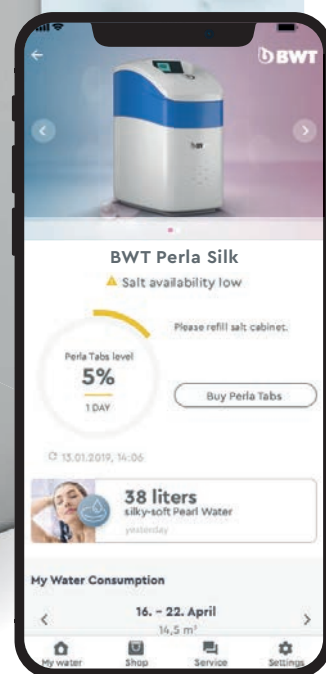 BWT
BWT Perla Silk
Salt availability low
Please refill salt cabinet.
Perla Tabs level
5%
1 DAY
Buy Perla Tabs
13.01.2019, 14:06
38 liters
silky-soft Pearl Water
yesterday
My Water Consumption
16. – 22. April
14,5 m³
My water
Shop
Service
Settings